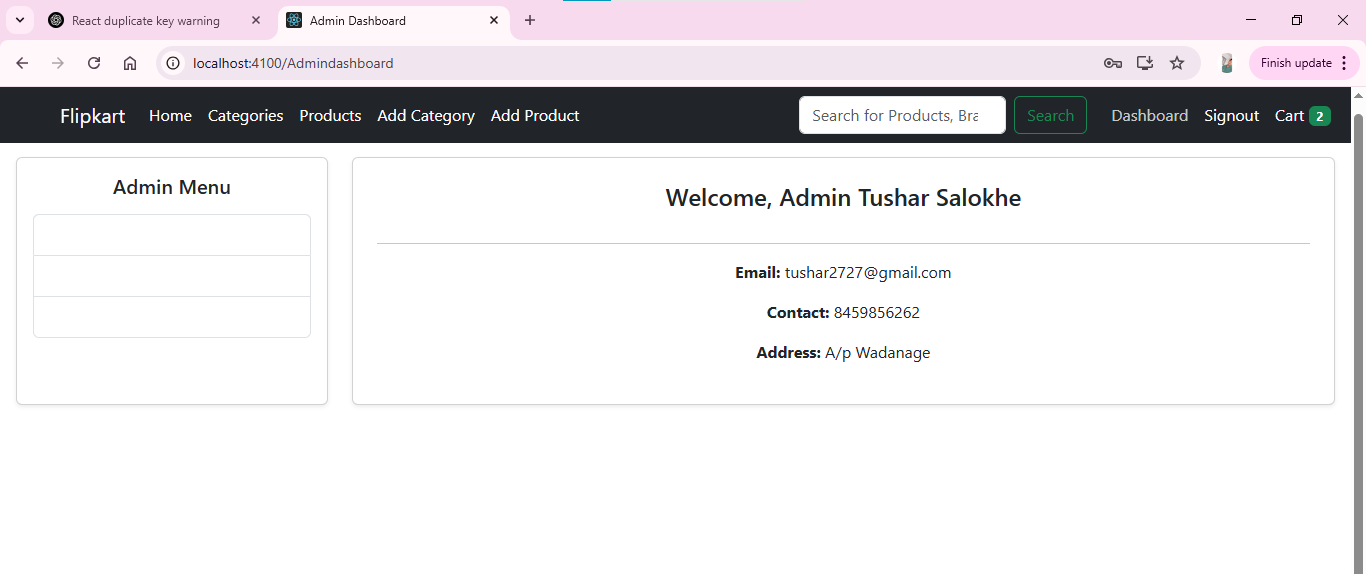 React duplicate key warning
Admin Dashboard
localhost:4100/Admindashboard
Finish update
Flipkart Home Categories Products Add Category Add Product Search for Products, Bra Search Dashboard Signout Cart 2
Admin Menu
Welcome, Admin Tushar Salokhe
Email: tushar2727@gmail.com
Contact: 8459856262
Address: A/p Wadanage